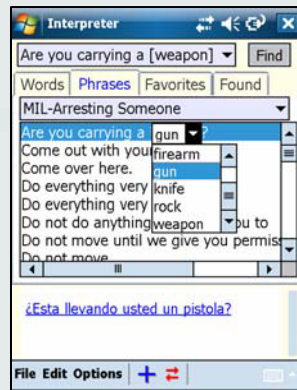 Interpreter
Are you carrying a [weapon]
Find
Words Phrases Favorites Found
MIL-Arresting Someone
Are you carrying a gun ?
Come out with your
firearm
Come over here.
gun
Do everything very
knife
Do everything very
rock
Do not do anything
weapon
ou to
Do not move until we give you permis
Do not move
¿Esta llevando usted un pistola?
File Edit Options